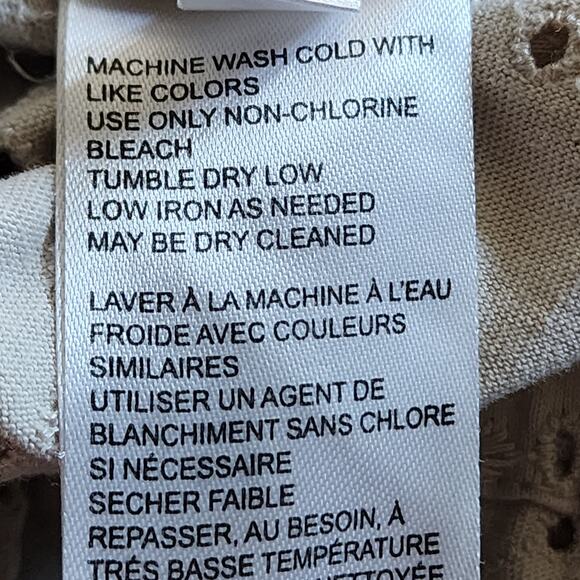 MACHINE WASH COLD WITH
LIKE COLORS
USE ONLY NON-CHLORINE
BLEACH
TUMBLE DRY LOW
LOW IRON AS NEEDED
MAY BE DRY CLEANED
LAVER À LA MACHINE À L'EAU
FROIDE AVEC COULEURS
SIMILAIRES
UTILISER UN AGENT DE
BLANCHIMENT SANS CHLORE
SI NÉCESSAIRE
SECHER FAIBLE
REPASSER, AU BESOIN, À
TRÉS BASSE TEMPÉRATURE
NETTOYÉE